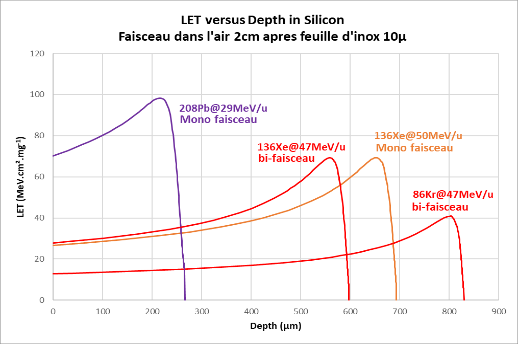 LET versus Depth in Silicon
Faisceau dans l'air 2cm apres feuille d'inox 10µ
LET (MeV.cm².mg⁻¹)
120
100
80
60
40
20
0
208Pb@29MeV/u
Mono faisceau
136Xe@47MeV/u
bi-faisceau
136Xe@50MeV/u
Mono faisceau
86Kr@47MeV/u
bi-faisceau
0 100 200 300 400 500 600 700 800 900
Depth (µm)